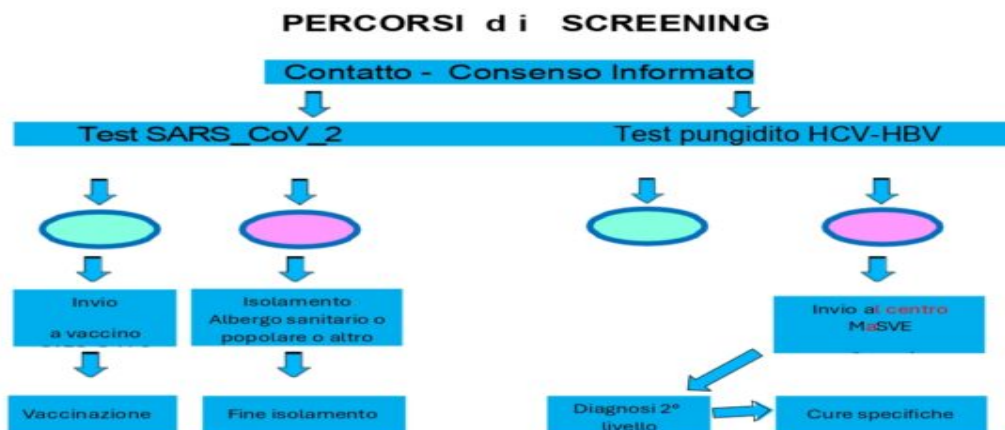 PERCORSI d i SCREENING
Contatto - Consenso Informato
Test SARS_CoV_2
Test pungidito HCV-HBV
Invio
a vaccino
Isolamento
Albergo sanitario o
popolare o altro
Invio al centro
MaSVE
Vaccinazione
Fine isolamento
Diagnosi 2°
livello
Cure specifiche